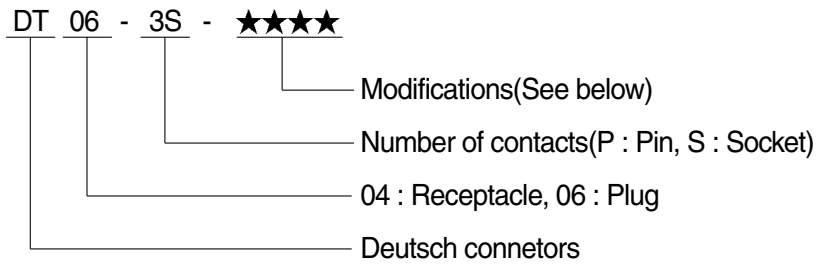 DT 06 - 3S - ★★★★
Modifications(See below)
Number of contacts(P : Pin, S : Socket)
04 : Receptacle, 06 : Plug
Deutsch connetors